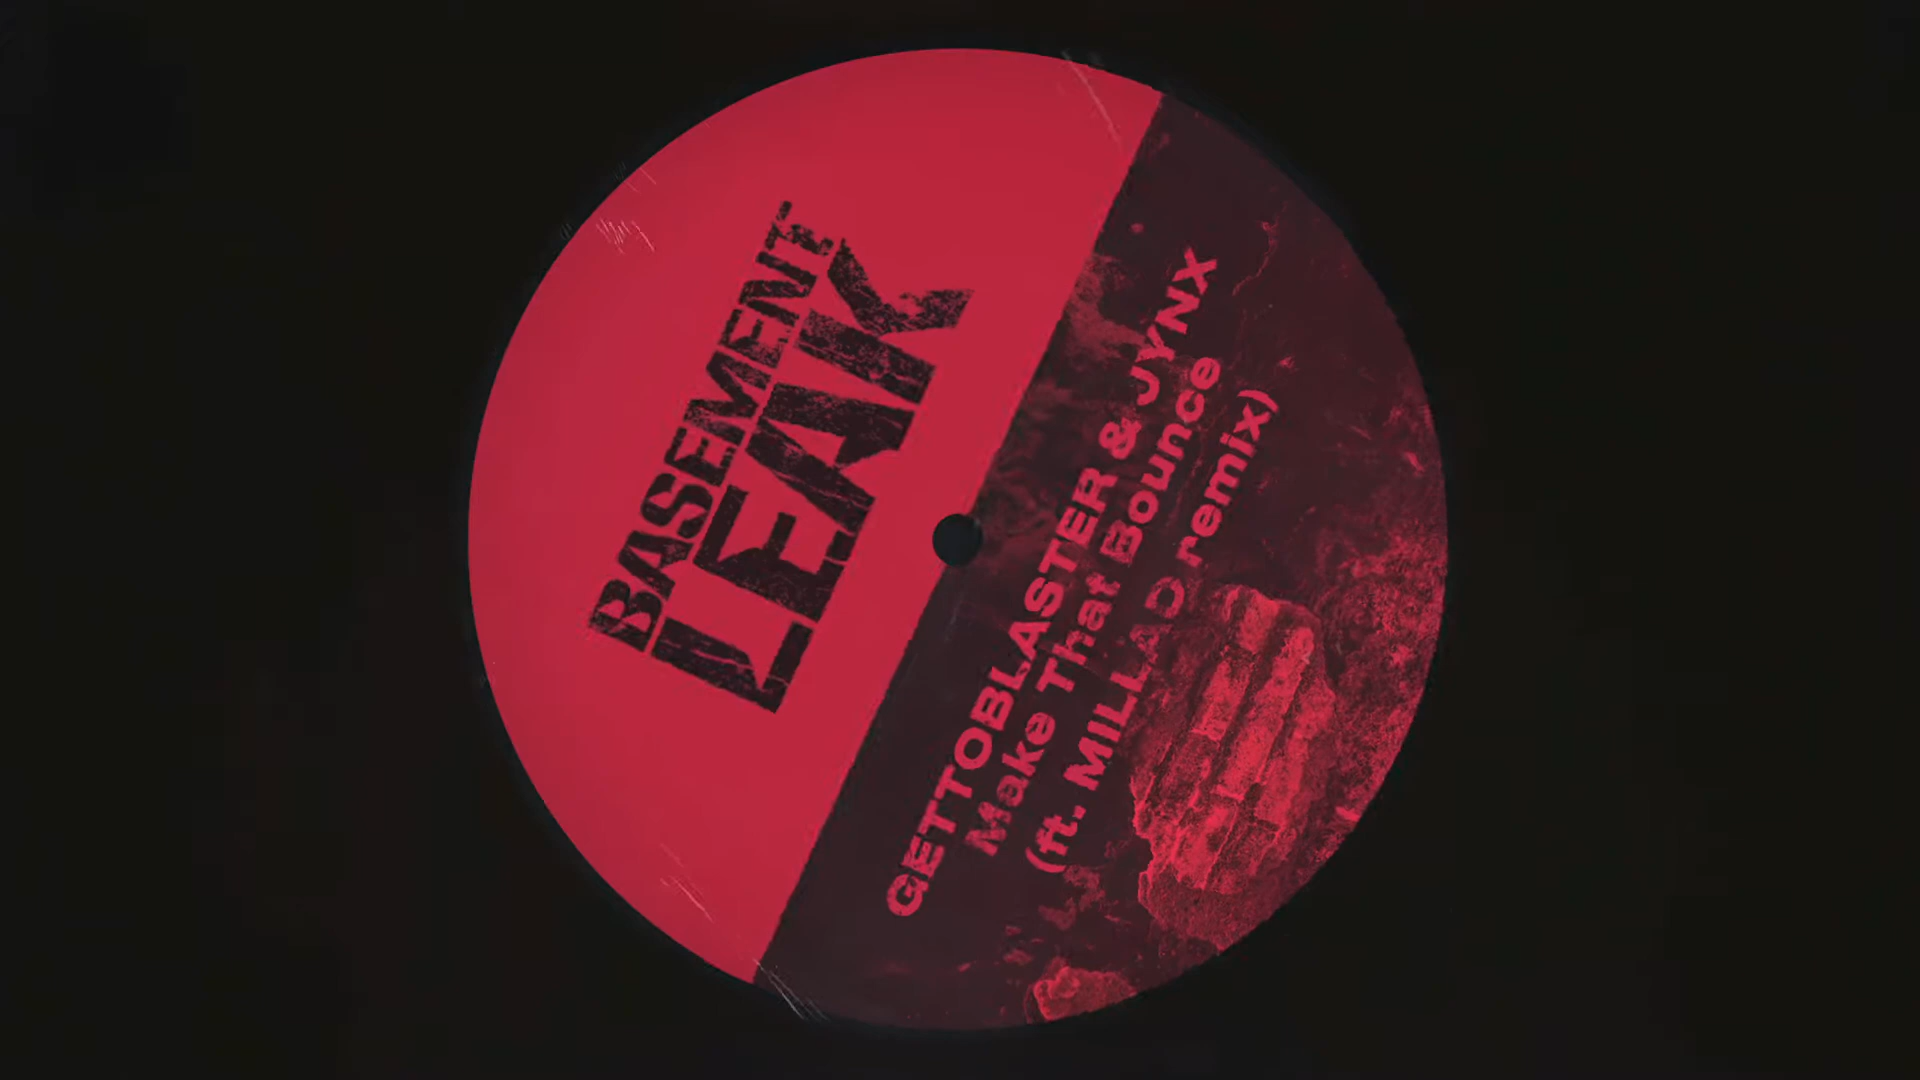 BASEMENT
LEAK
GETTOBLASTER & JYNX
Make That Bounce
(ft. MILLAD remix)